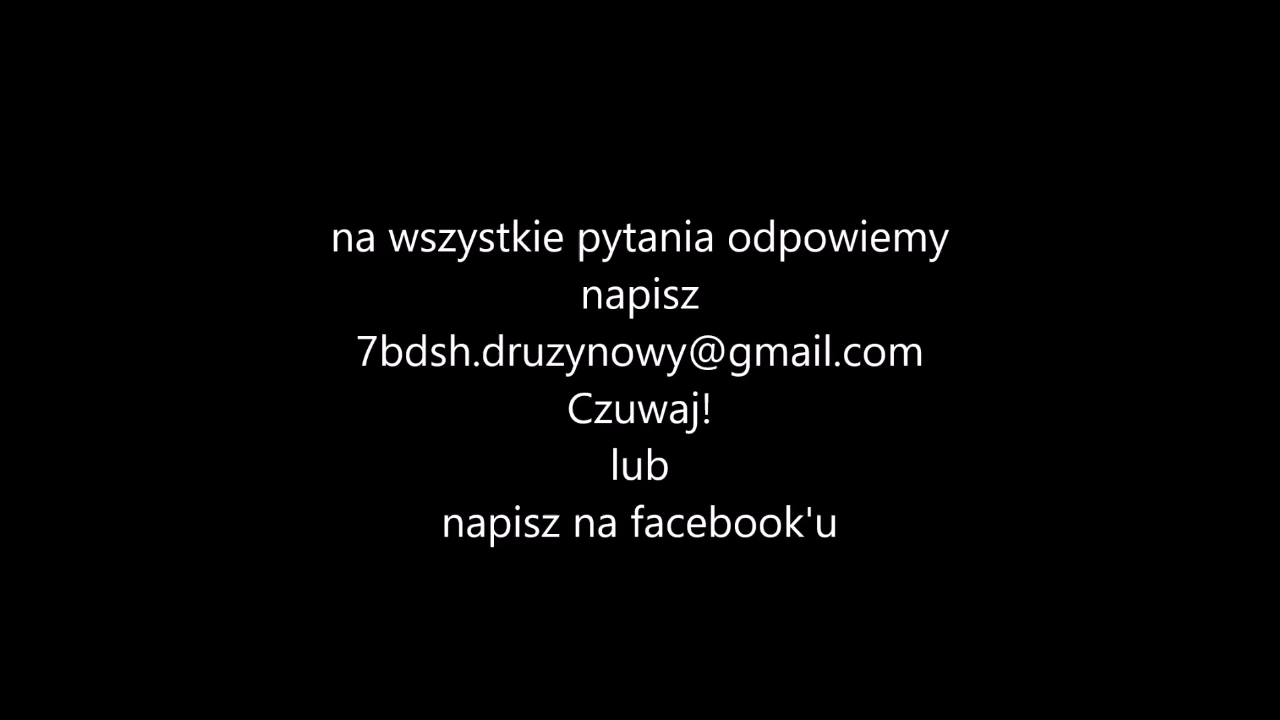 na wszystkie pytania odpowiemy
napisz
7bdsh.druzynowy@gmail.com
Czuwaj!
lub
napisz na facebook'u